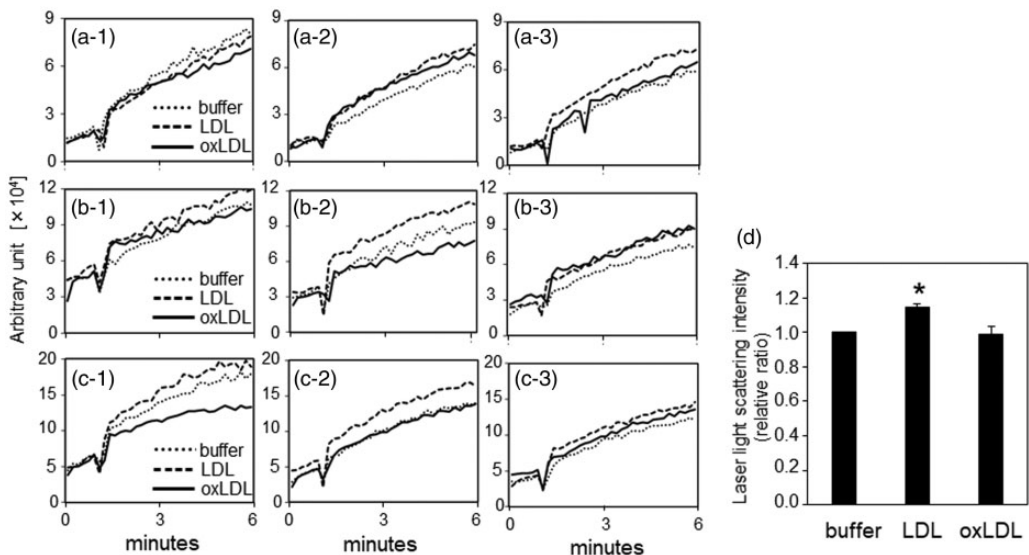 (a-1)
(a-2)
(a-3)
9
6
3
0
buffer
LDL
oxLDL
9
6
3
0
9
6
3
0
Arbitrary unit [×10⁴]
(b-1)
(b-2)
(b-3)
12
9
6
3
0
12
9
6
3
0
12
9
6
3
0
(c-1)
(c-2)
(c-3)
20
15
10
5
0
buffer
LDL
oxLDL
20
15
10
5
0
20
15
10
5
0
0 3 6
0 3 6
0 3 6
minutes
minutes
minutes
(d)
Laser light scattering intensity
(relative ratio)
1.4
1.2
1.0
0.8
0.6
0.4
0.2
0.0
*
buffer LDL oxLDL